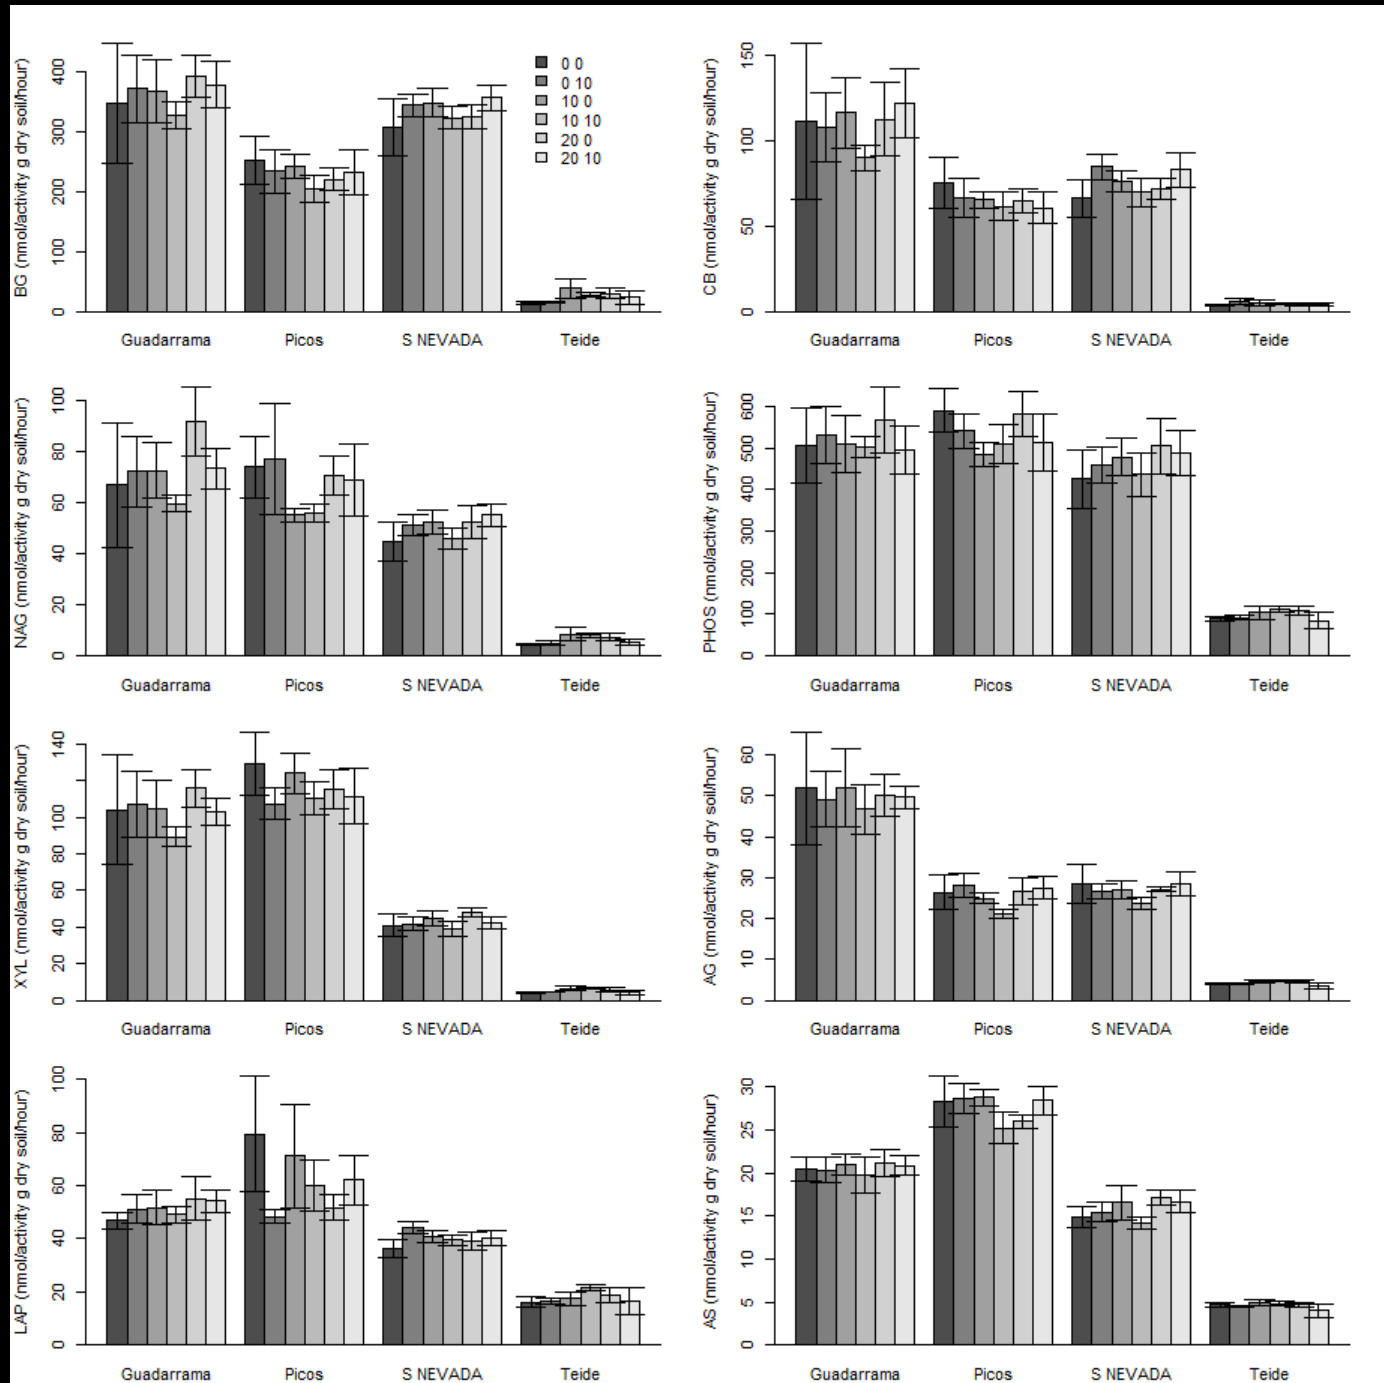 BG (nmol/activity g dry soil/hour)
0 100 200 300 400
0 0
0 10
10 0
10 10
20 0
20 10
Guadarrama Picos S NEVADA Teide
CB (nmol/activity g dry soil/hour)
0 50 100 150
Guadarrama Picos S NEVADA Teide
NAG (nmol/activity g dry soil/hour)
0 20 40 60 80 100
Guadarrama Picos S NEVADA Teide
PHOS (nmol/activity g dry soil/hour)
0 100 200 300 400 500 600
Guadarrama Picos S NEVADA Teide
XYL (nmol/activity g dry soil/hour)
0 20 40 60 80 100 140
Guadarrama Picos S NEVADA Teide
AG (nmol/activity g dry soil/hour)
0 10 20 30 40 50 60
Guadarrama Picos S NEVADA Teide
LAP (nmol/activity g dry soil/hour)
0 20 40 60 80 100
Guadarrama Picos S NEVADA Teide
AS (nmol/activity g dry soil/hour)
0 5 10 15 20 25 30
Guadarrama Picos S NEVADA Teide